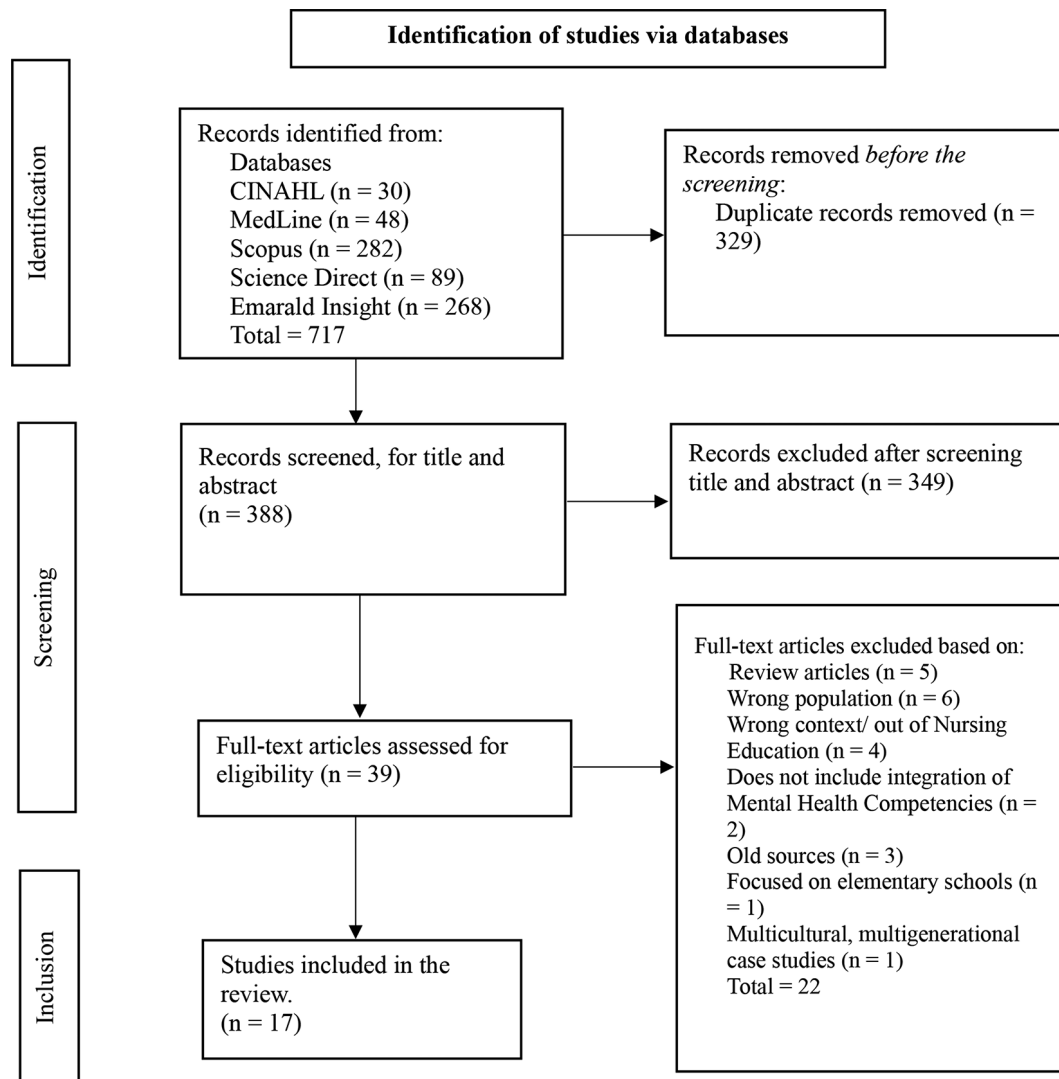 Identification of studies via databases
Identification
Records identified from:
Databases
CINAHL (n = 30)
MedLine (n = 48)
Scopus (n = 282)
Science Direct (n = 89)
Emarald Insight (n = 268)
Total = 717
Records removed before the
screening:
Duplicate records removed (n =
329)
Screening
Records screened, for title and
abstract
(n = 388)
Records excluded after screening
title and abstract (n = 349)
Full-text articles assessed for
eligibility (n = 39)
Full-text articles excluded based on:
Review articles (n = 5)
Wrong population (n = 6)
Wrong context/ out of Nursing
Education (n = 4)
Does not include integration of
Mental Health Competencies (n =
2)
Old sources (n = 3)
Focused on elementary schools (n
= 1)
Multicultural, multigenerational
case studies (n = 1)
Total = 22
Inclusion
Studies included in the
review.
(n = 17)